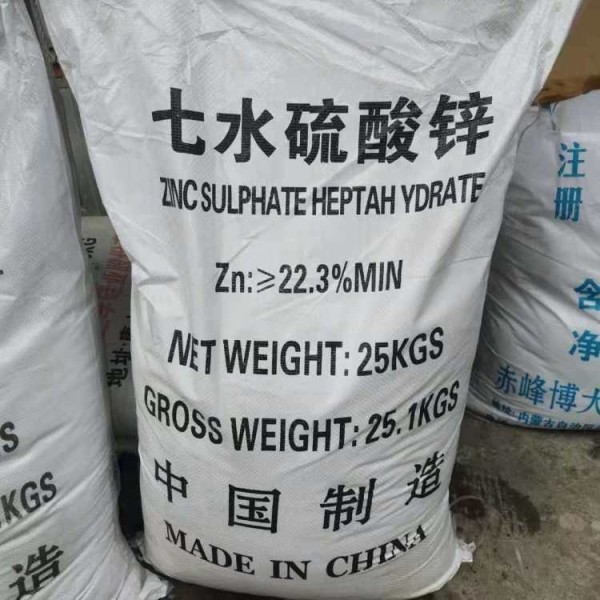 七水硫酸锌
ZINC SULPHATE HEPTAH YDRATE
Zn:≥22.3%MIN
NET WEIGHT: 25KGS
GROSS WEIGHT: 25.1KGS
中国制造
MADE IN CHINA
KGS
造
注册
含
净
赤峰博大